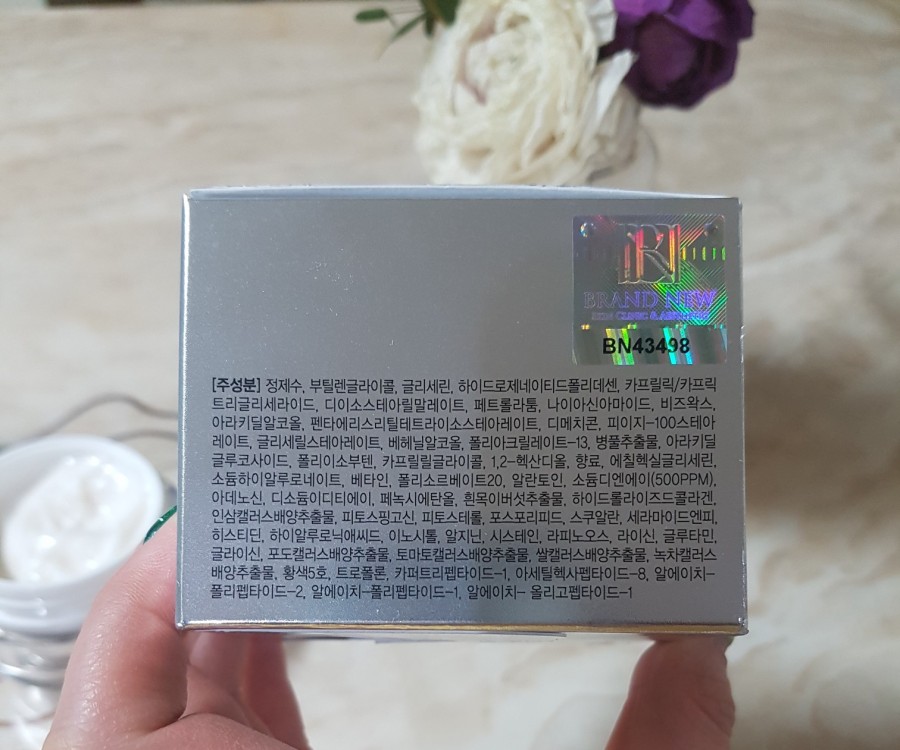 BRAND NEW
SKIN CLINIC & AESTHETIC
BN43498
[주성분] 정제수, 부틸렌글라이콜, 글리세린, 하이드로제네이티드폴리데센, 카프릴릭/카프릭
트리글리세라이드, 디이소스테아릴말레이트, 페트롤라툼, 나이아신아마이드, 비즈왁스,
아라키딜알코올, 펜타에리스리틸테트라이소스테아레이트, 디메치콘, 피이지-100스테아
레이트, 글리세릴스테아레이트, 베헤닐알코올, 폴리아크릴레이트-13, 병풀추출물, 아라키딜
글루코사이드, 폴리이소부텐, 카프릴릴글라이콜, 1,2-헥산디올, 향료, 에칠헥실글리세린,
소듐하이알루로네이트, 베타인, 폴리소르베이트20, 알란토인, 소듐디엔에이(500PPM),
아데노신, 디소듐이디티에이, 페녹시에탄올, 흰목이버섯추출물, 하이드롤라이즈드콜라겐,
인삼캘러스배양추출물, 피토스핑고신, 피토스테롤, 포스포리피드, 스쿠알란, 세라마이드엔피,
히스티딘, 하이알루로닉애씨드, 이노시톨, 알지닌, 시스테인, 라피노오스, 라이신, 글루타민,
글라이신, 포도캘러스배양추출물, 토마토캘러스배양추출물, 쌀캘러스배양추출물, 녹차캘러스
배양추출물, 황색5호, 트로폴론, 카퍼트리펩타이드-1, 아세틸헥사펩타이드-8, 알에이치-
폴리펩타이드-2, 알에이치-폴리펩타이드-1, 알에이치- 올리고펩타이드-1